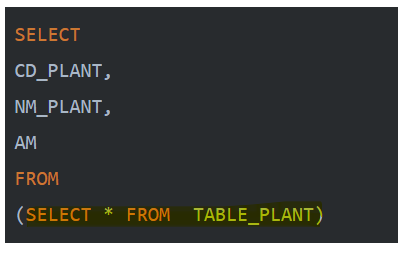 SELECT
CD_PLANT,
NM_PLANT,
AM
FROM
(SELECT * FROM  TABLE_PLANT)